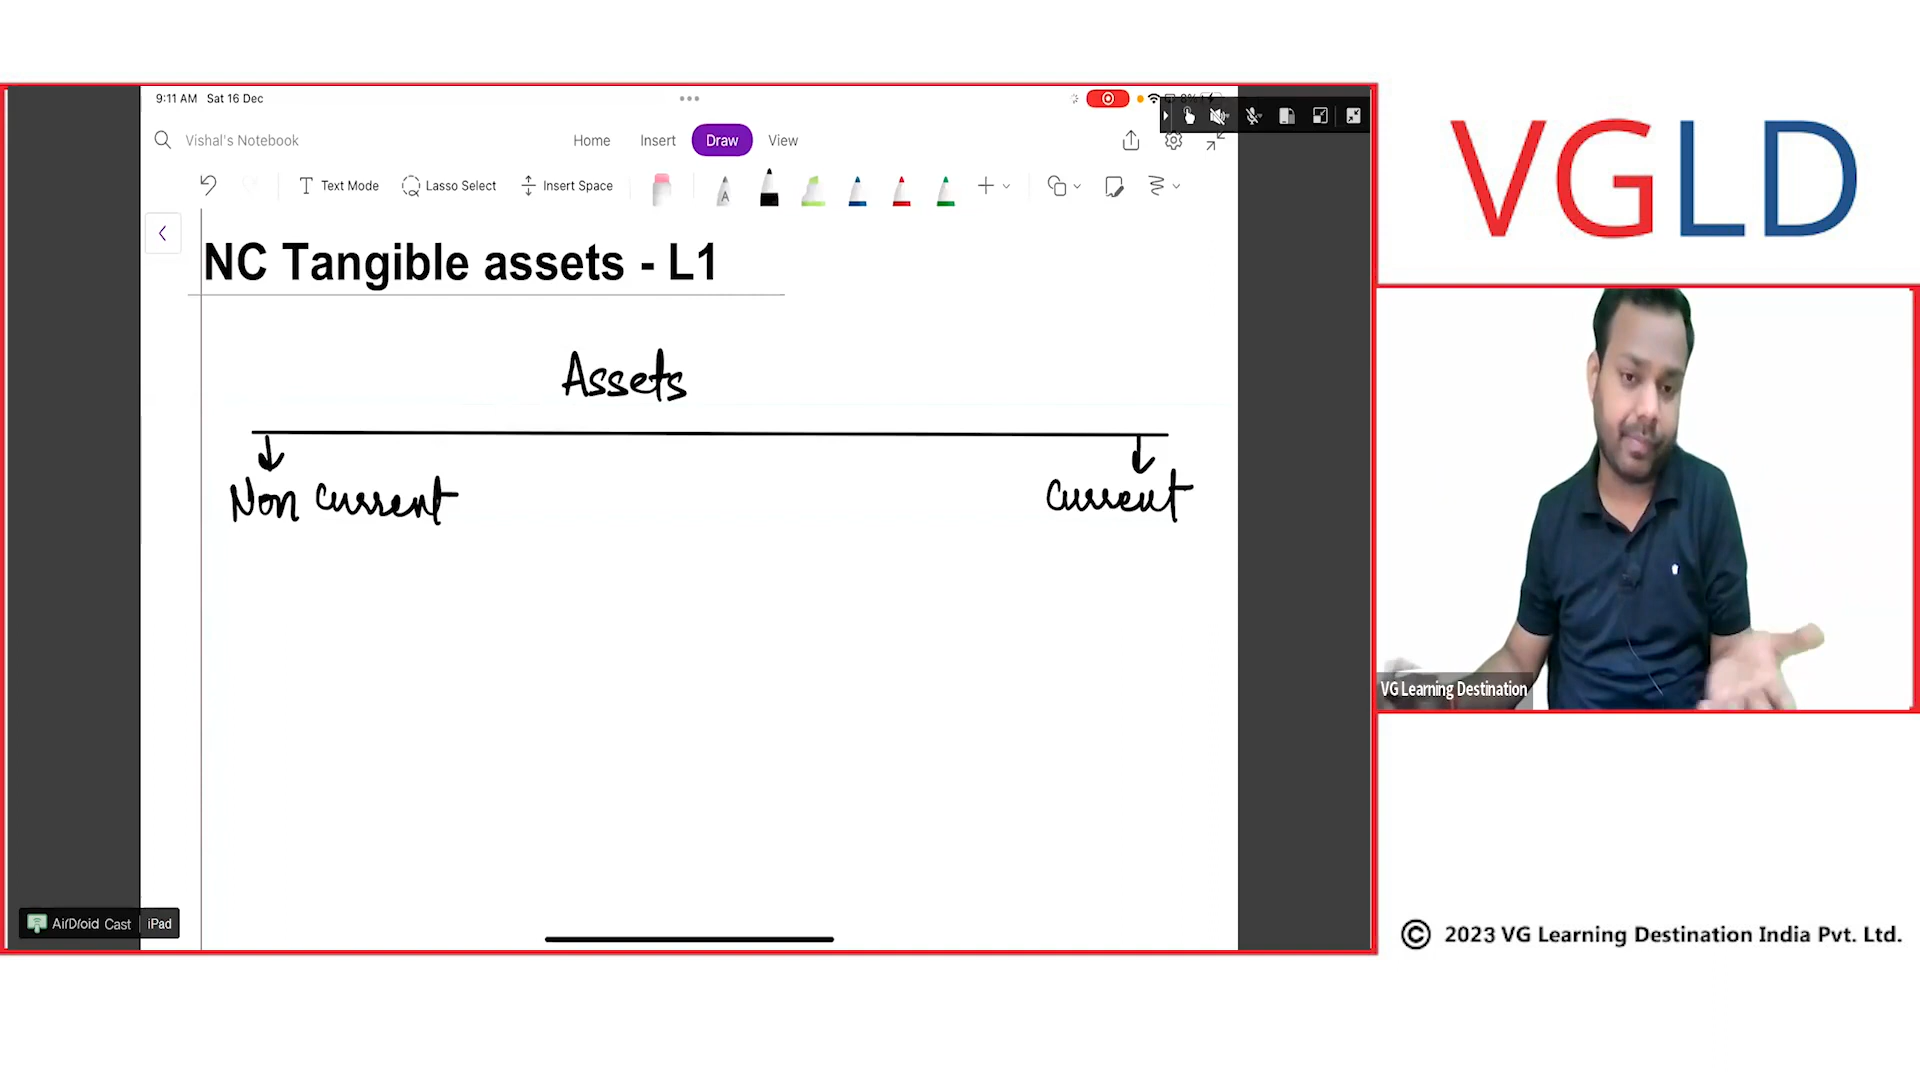 9:11 AM Sat 16 Dec
8%
Vishal's Notebook
Home Insert Draw View
Text Mode Lasso Select Insert Space
A
NC Tangible assets - L1
Assets
Non Current
Current
VGLD
VG Learning Destination
AirDroid Cast iPad
© 2023 VG Learning Destination India Pvt. Ltd.